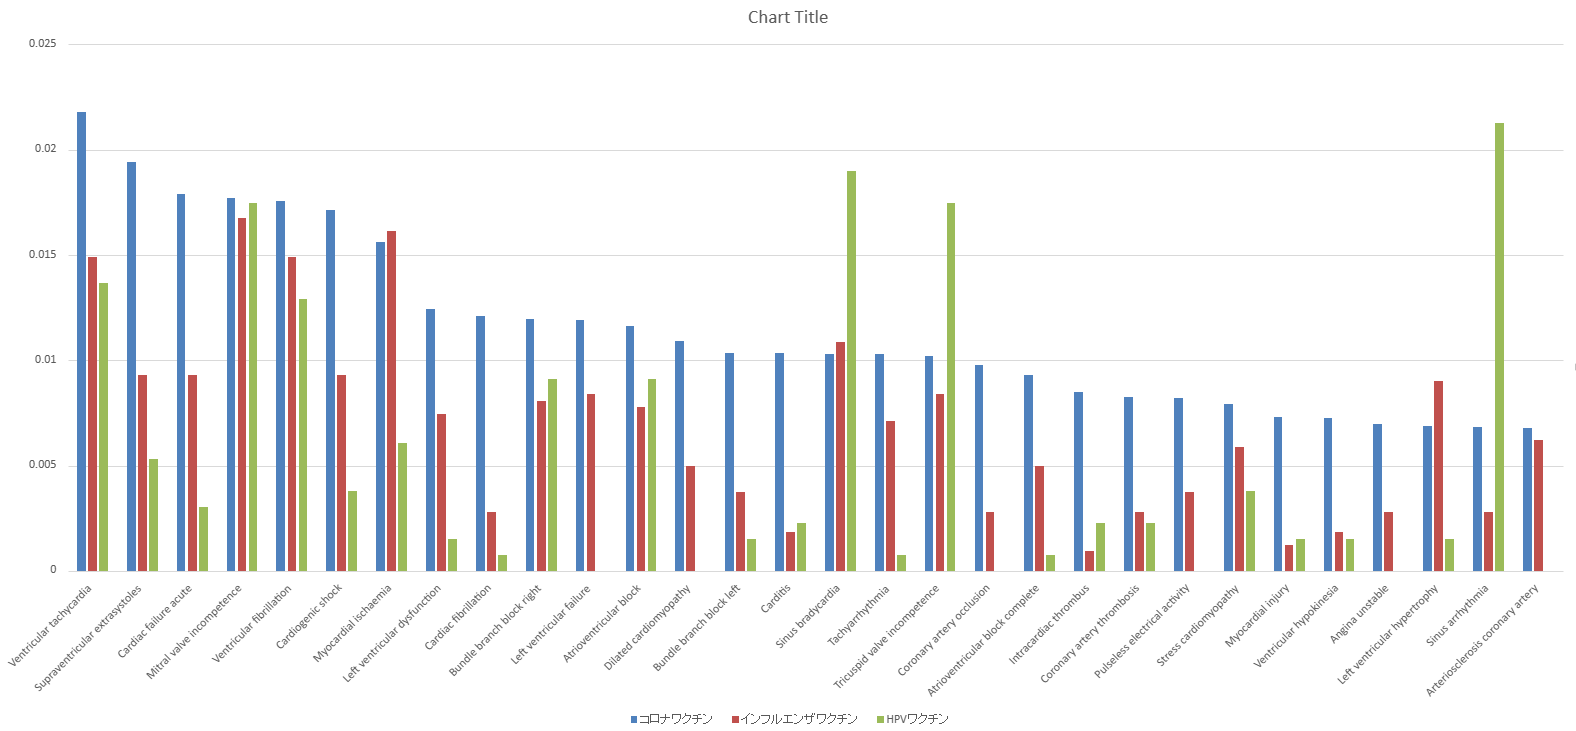 Chart Title
0.025
0.02
0.015
0.01
0.005
0
Ventricular tachycardia
Supraventricular extrasystoles
Cardiac failure acute
Mitral valve incompetence
Ventricular fibrillation
Cardiogenic shock
Myocardial ischaemia
Left ventricular dysfunction
Cardiac fibrillation
Bundle branch block right
Left ventricular failure
Atrioventricular block
Dilated cardiomyopathy
Bundle branch block left
Carditis
Sinus bradycardia
Tachyarrhythmia
Tricuspid valve incompetence
Coronary artery occlusion
Atrioventricular block complete
Intracardiac thrombus
Coronary artery thrombosis
Pulseless electrical activity
Stress cardiomyopathy
Myocardial injury
Ventricular hypokinesia
Angina unstable
Left ventricular hypertrophy
Sinus arrhythmia
Arteriosclerosis coronary artery
コロナワクチン インフルエンザワクチン HPVワクチン